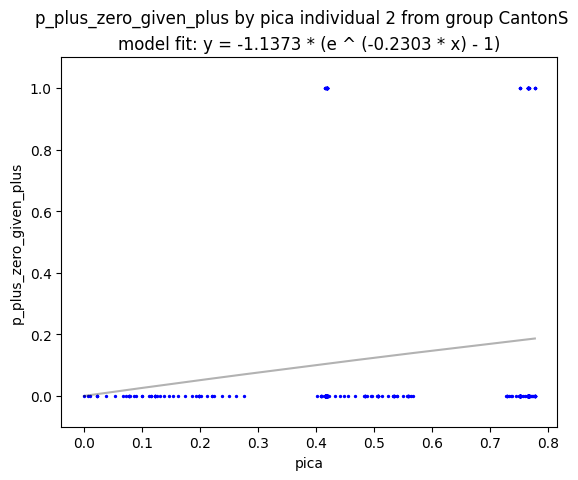 p_plus_zero_given_plus by pica individual 2 from group CantonS
model fit: y = -1.1373 * (e ^ (-0.2303 * x) - 1)
1.0
0.8
0.6
0.4
0.2
0.0
p_plus_zero_given_plus
0.0 0.1 0.2 0.3 0.4 0.5 0.6 0.7 0.8
pica